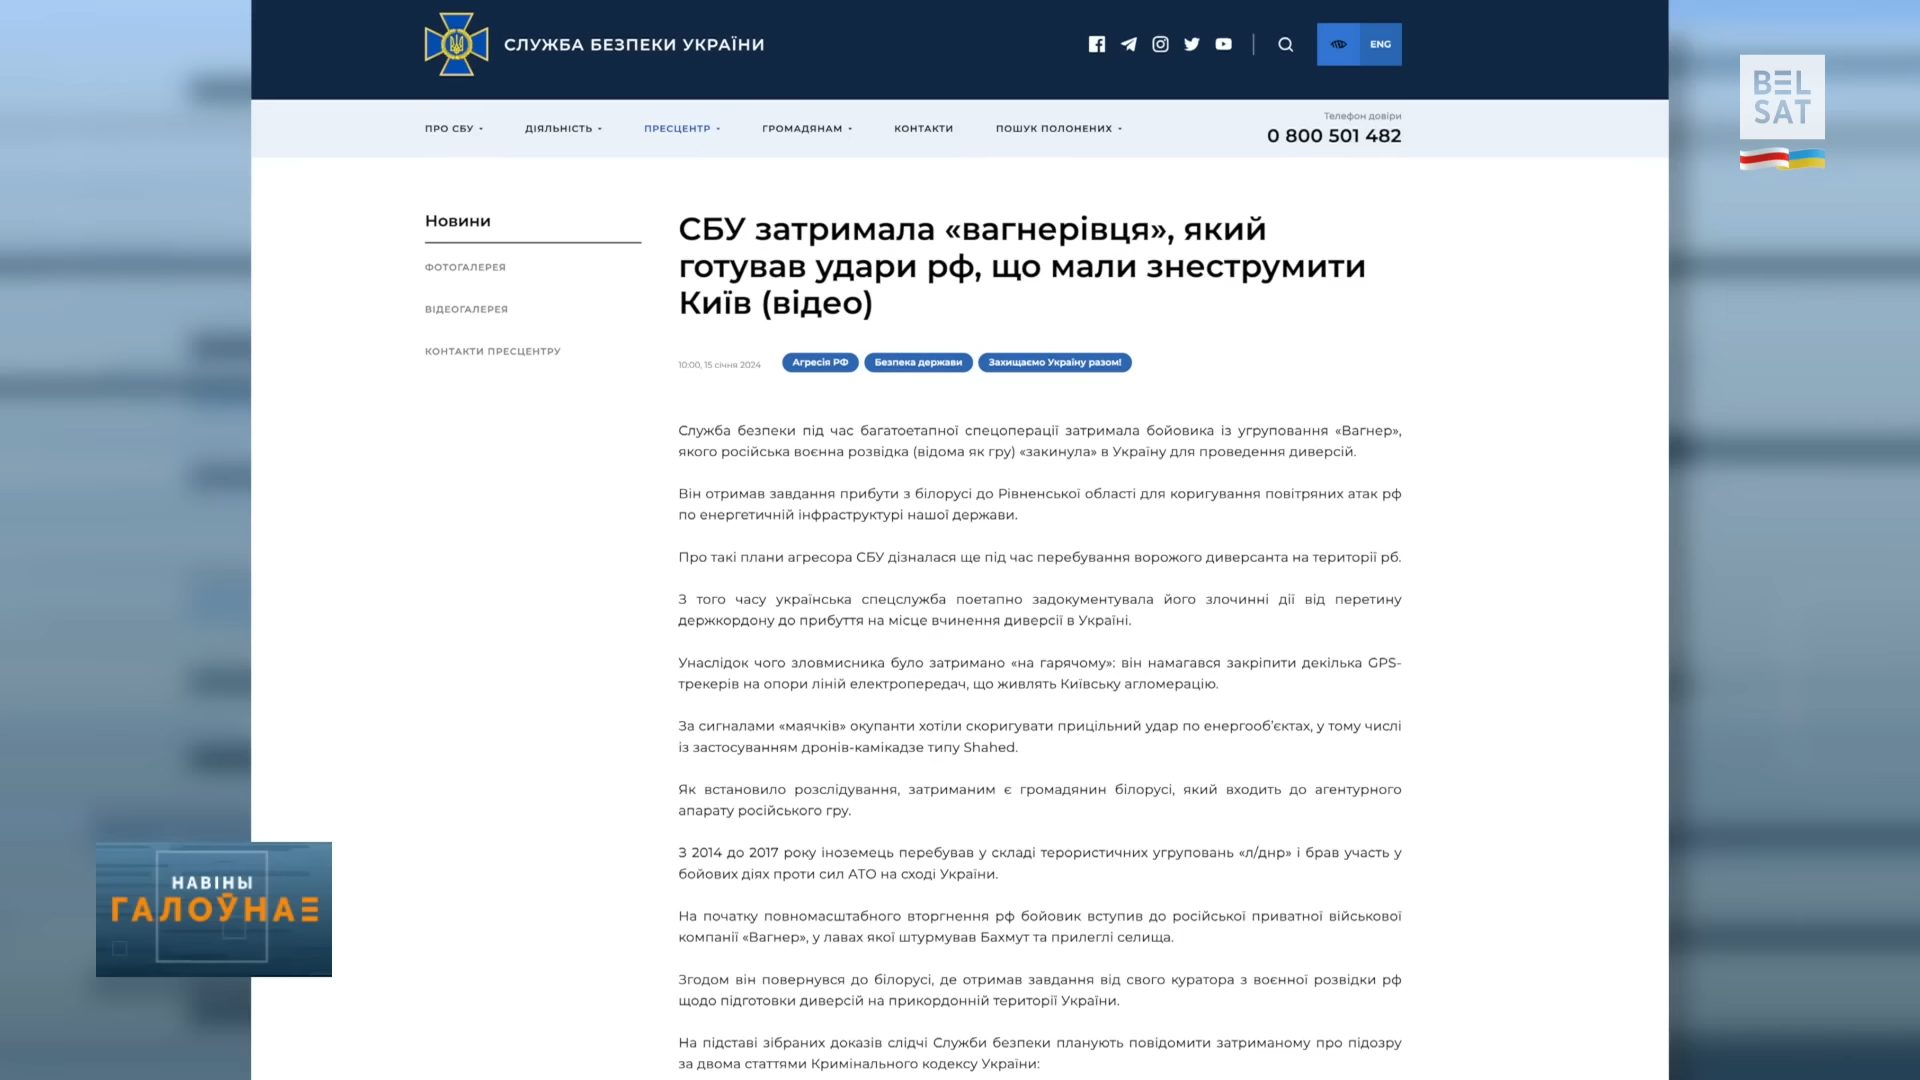 СЛУЖБА БЕЗПЕКИ УКРАЇНИ
ENG
BEL
SAT
ПРО СБУ
ДІЯЛЬНІСТЬ
ПРЕСЦЕНТР
ГРОМАДЯНАМ
КОНТАКТИ
ПОШУК ПОЛОНЕНИХ
Телефон довіри
0 800 501 482
Новини
ФОТОГАЛЕРЕЯ
ВІДЕОГАЛЕРЕЯ
КОНТАКТИ ПРЕСЦЕНТРУ
СБУ затримала «вагнерівця», який
готував удари рф, що мали знеструмити
Київ (відео)
10:00, 15 січня 2024
Агресія РФ
Безпека держави
Захищаємо Україну разом!
Служба безпеки під час багатоетапної спецоперації затримала бойовика із угруповання «Вагнер»,
якого російська воєнна розвідка (відома як гру) «закинула» в Україну для проведення диверсій.
Він отримав завдання прибути з білорусі до Рівненської області для коригування повітряних атак рф
по енергетичній інфраструктурі нашої держави.
Про такі плани агресора СБУ дізналася ще під час перебування ворожого диверсанта на території рб.
З того часу українська спецслужба поетапно задокументувала його злочинні дії від перетину
держкордону до прибуття на місце вчинення диверсії в Україні.
Унаслідок чого зловмисника було затримано «на гарячому»: він намагався закріпити декілька GPS-
трекерів на опори ліній електропередач, що живлять Київську агломерацію.
За сигналами «маячків» окупанти хотіли скоригувати прицільний удар по енергооб’єктах, у тому числі
із застосуванням дронів-камікадзе типу Shahed.
Як встановило розслідування, затриманим є громадянин білорусі, який входить до агентурного
апарату російського гру.
З 2014 до 2017 року іноземець перебував у складі терористичних угруповань «л/днр» і брав участь у
бойових діях проти сил АТО на сході України.
На початку повномасштабного вторгнення рф бойовик вступив до російської приватної військової
компанії «Вагнер», у лавах якої штурмував Бахмут та прилеглі селища.
Згодом він повернувся до білорусі, де отримав завдання від свого куратора з воєнної розвідки рф
щодо підготовки диверсій на прикордонній території України.
На підставі зібраних доказів слідчі Служби безпеки планують повідомити затриманому про підозру
за двома статтями Кримінального кодексу України:
НАВІНЫ
ГАЛОЎНАЕ